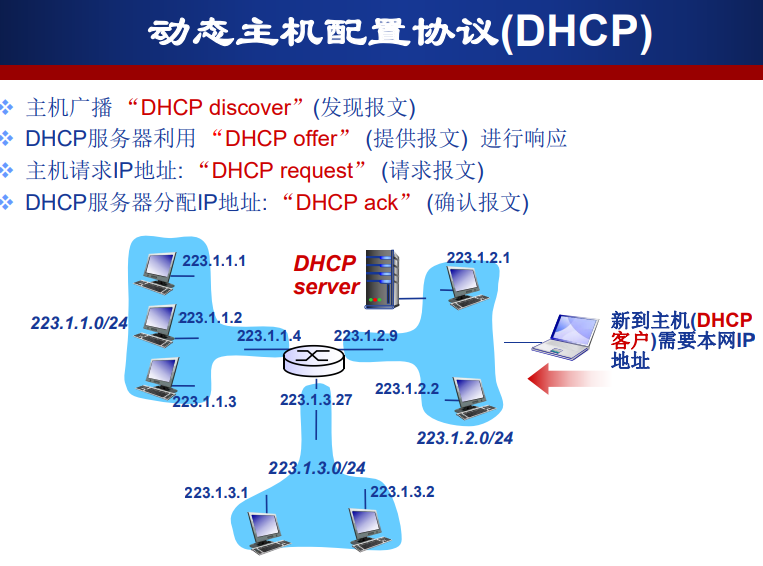 动态主机配置协议(DHCP)
主机广播 “DHCP discover” (发现报文)
DHCP服务器利用 “DHCP offer” (提供报文) 进行响应
主机请求IP地址: “DHCP request” (请求报文)
DHCP服务器分配IP地址: “DHCP ack” (确认报文)
223.1.1.1
DHCP
server
223.1.2.1
223.1.1.0/24
223.1.1.2
223.1.1.4
223.1.2.9
新到主机(DHCP
客户)需要本网IP
地址
223.1.1.3
223.1.3.27
223.1.2.2
223.1.2.0/24
223.1.3.0/24
223.1.3.1
223.1.3.2